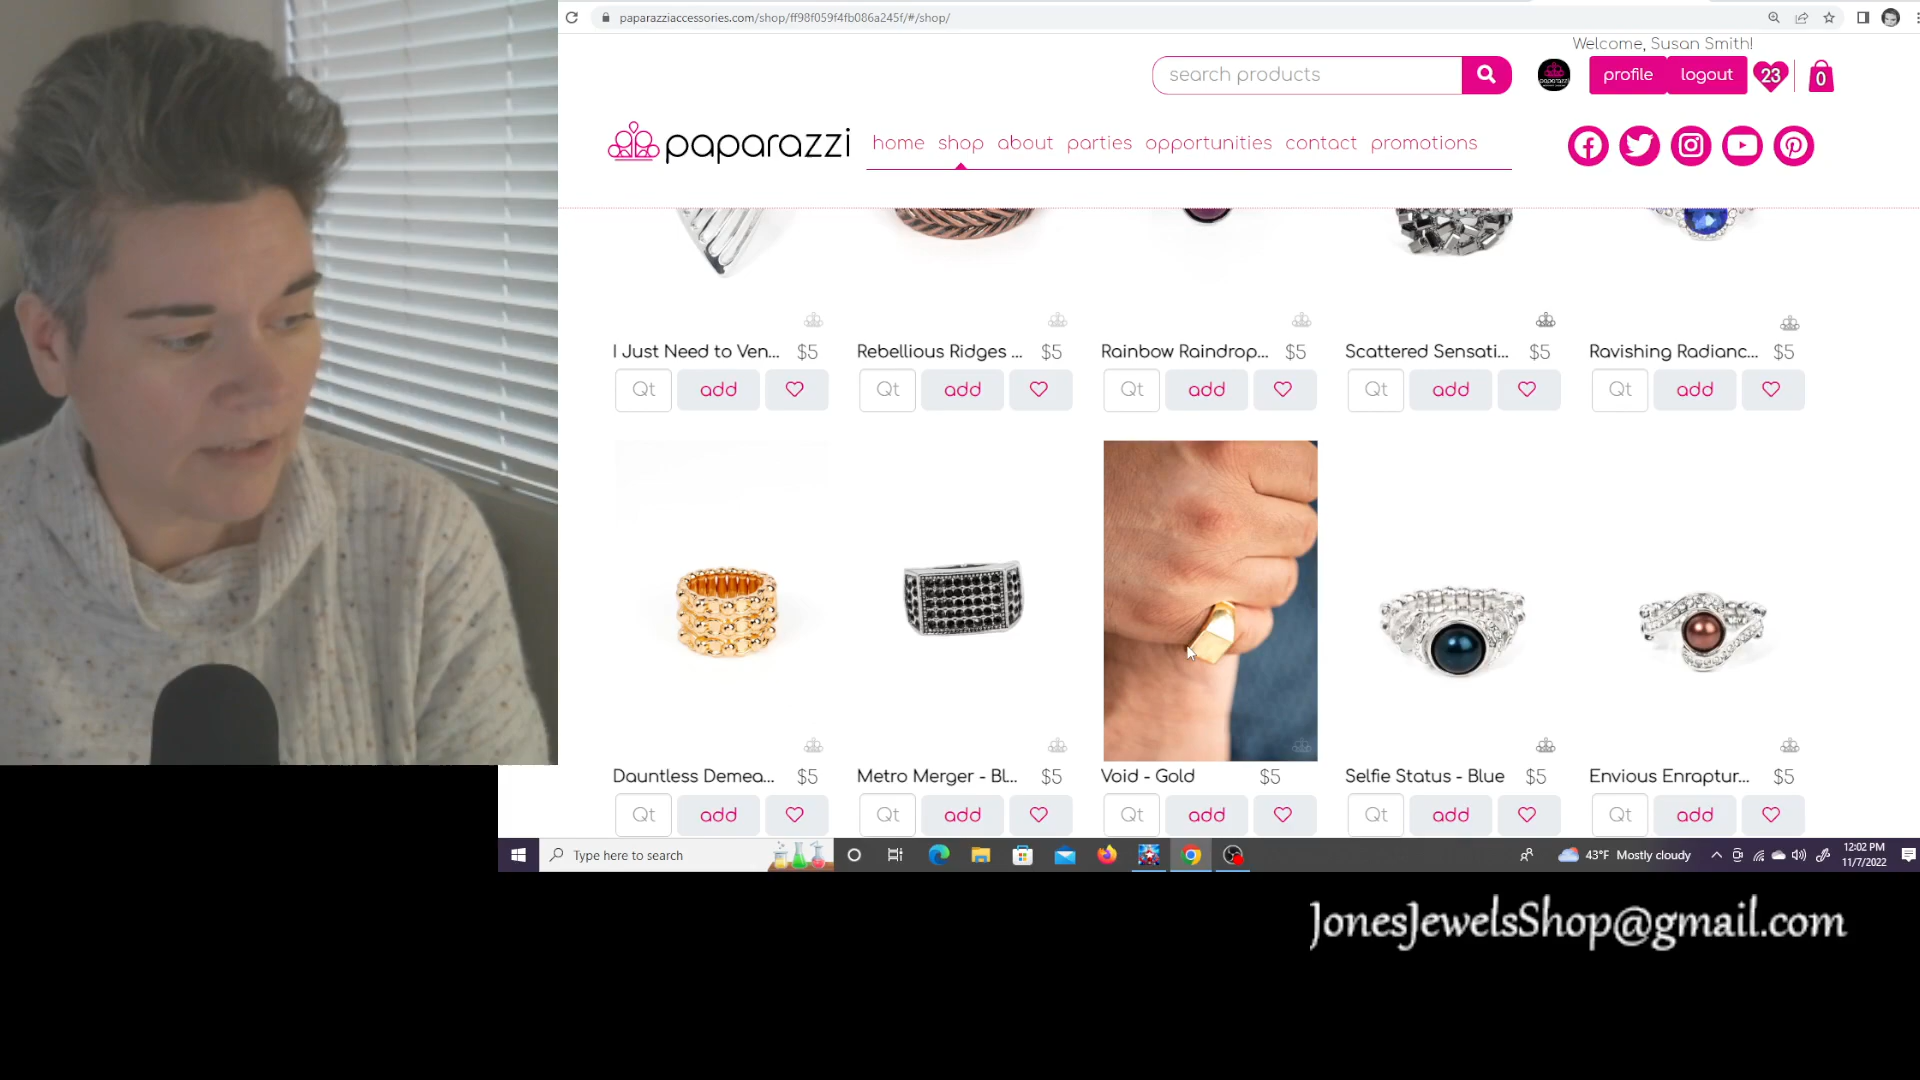 paparazziaccessories.com/shop/ff98f059f4fb086a245f/#/shop/
Welcome, Susan Smith!
search products
profile logout 23 0
paparazzi home shop about parties opportunities contact promotions
I Just Need to Ven... $5 Rebellious Ridges ... $5 Rainbow Raindrop... $5 Scattered Sensati... $5 Ravishing Radianc... $5
Qt add Qt add Qt add Qt add Qt add
Dauntless Demea... $5 Metro Merger - Bl... $5 Void - Gold $5 Selfie Status - Blue $5 Envious Enraptur... $5
Qt add Qt add Qt add Qt add Qt add
Type here to search 43°F Mostly cloudy 12:02 PM
11/7/2022
JonesJewelsShop@gmail.com